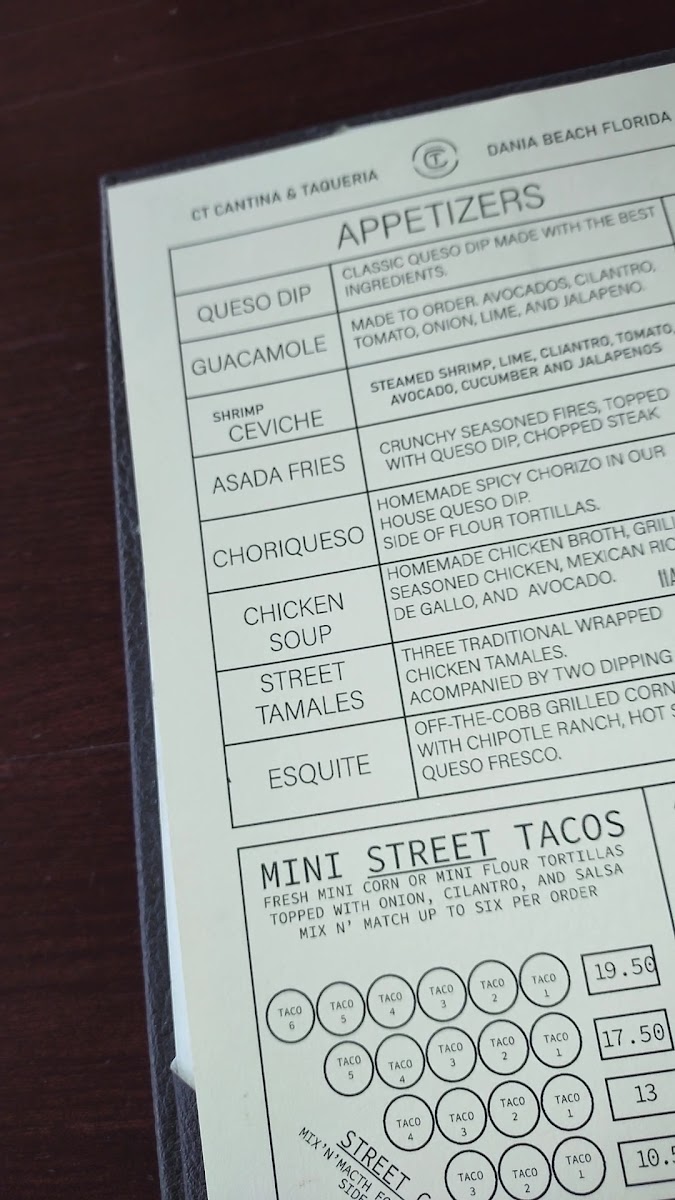 CT CANTINA & TAQUERIA
DANIA BEACH FLORIDA
APPETIZERS
QUESO DIP
CLASSIC QUESO DIP MADE WITH THE BEST
INGREDIENTS.
GUACAMOLE
MADE TO ORDER. AVOCADOS, CILANTRO,
TOMATO, ONION, LIME, AND JALAPENO.
SHRIMP
CEVICHE
STEAMED SHRIMP, LIME, CLIANTRO, TOMATO,
AVOCADO, CUCUMBER AND JALAPENOS
ASADA FRIES
CRUNCHY SEASONED FIRES, TOPPED
WITH QUESO DIP, CHOPPED STEAK
CHORIQUESO
HOMEMADE SPICY CHORIZO IN OUR
HOUSE QUESO DIP.
SIDE OF FLOUR TORTILLAS.
CHICKEN
SOUP
HOMEMADE CHICKEN BROTH,
SEASONED CHICKEN, MEXICAN
DE GALLO, AND AVOCADO.
STREET
TAMALES
THREE TRADITIONAL WRAPPED
CHICKEN TAMALES.
ACOMPANIED BY TWO DIPPING
ESQUITE
OFF-THE-COBB GRILLED CORN
WITH CHIPOTLE RANCH, HOT
QUESO FRESCO.
MINI STREET TACOS
FRESH MINI CORN OR MINI FLOUR TORTILLAS
TOPPED WITH ONION, CILANTRO, AND SALSA
MIX N' MATCH UP TO SIX PER ORDER
TACO 6 TACO 5 TACO 4 TACO 3 TACO 2 TACO 1 19.50
TACO 5 TACO 4 TACO 3 TACO 2 TACO 1 17.50
TACO 4 TACO 3 TACO 2 TACO 1 13
TACO 3 TACO 2 TACO 1
STREET
MIX'N'MACTH
SIDE